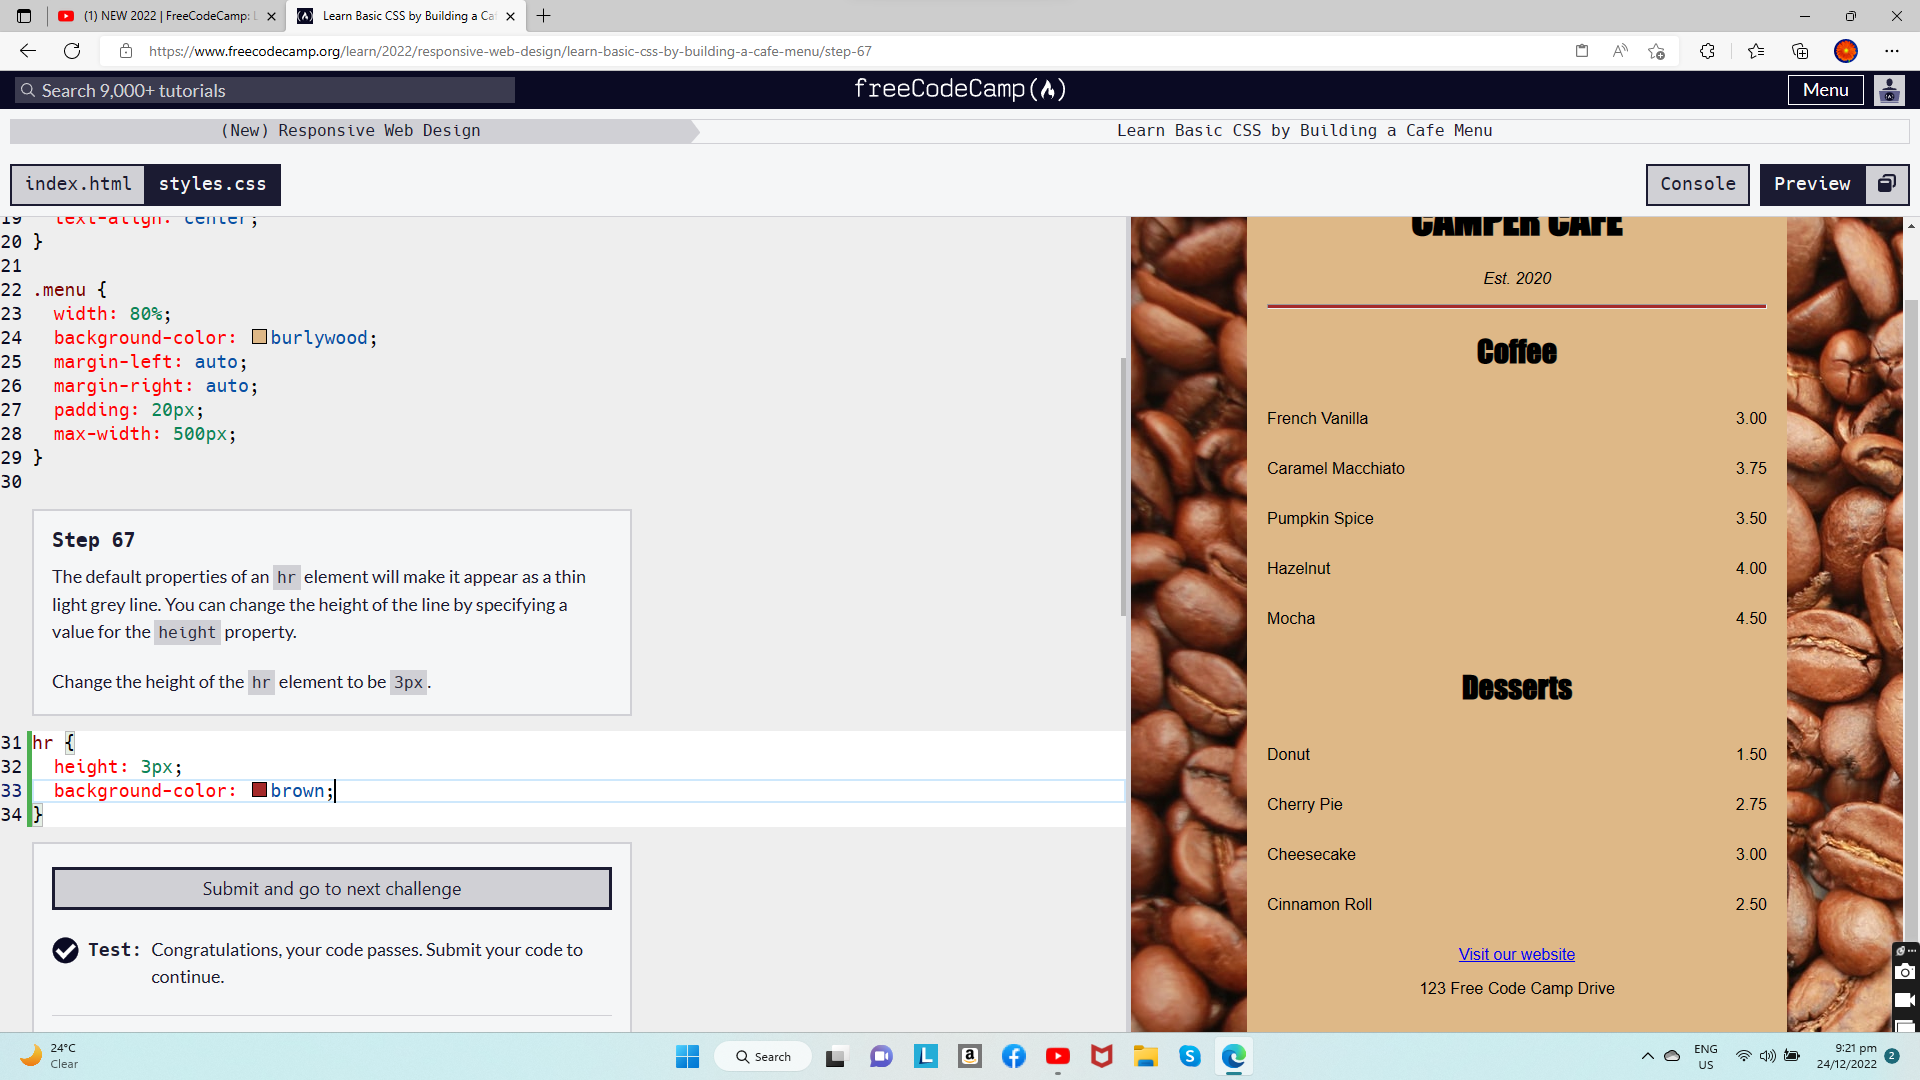 (1) NEW 2022 | FreeCodeCamp:
Learn Basic CSS by Building a Ca
https://www.freecodecamp.org/learn/2022/responsive-web-design/learn-basic-css-by-building-a-cafe-menu/step-67
Search 9,000+ tutorials
freeCodeCamp
Menu
(New) Responsive Web Design
Learn Basic CSS by Building a Cafe Menu
index.html
styles.css
Console
Preview
19 text-align: center;
20 }
21
22 .menu {
23 width: 80%;
24 background-color: burlywood;
25 margin-left: auto;
26 margin-right: auto;
27 padding: 20px;
28 max-width: 500px;
29 }
30
Step 67
The default properties of an hr element will make it appear as a thin
light grey line. You can change the height of the line by specifying a
value for the height property.
Change the height of the hr element to be 3px.
31 hr {
32 height: 3px;
33 background-color: brown;
34 }
Submit and go to next challenge
Test: Congratulations, your code passes. Submit your code to
continue.
CAMPER CAFE
Est. 2020
Coffee
French Vanilla 3.00
Caramel Macchiato 3.75
Pumpkin Spice 3.50
Hazelnut 4.00
Mocha 4.50
Desserts
Donut 1.50
Cherry Pie 2.75
Cheesecake 3.00
Cinnamon Roll 2.50
Visit our website
123 Free Code Camp Drive
24°C
Clear
Search
ENG
US
9:21 pm
24/12/2022
2